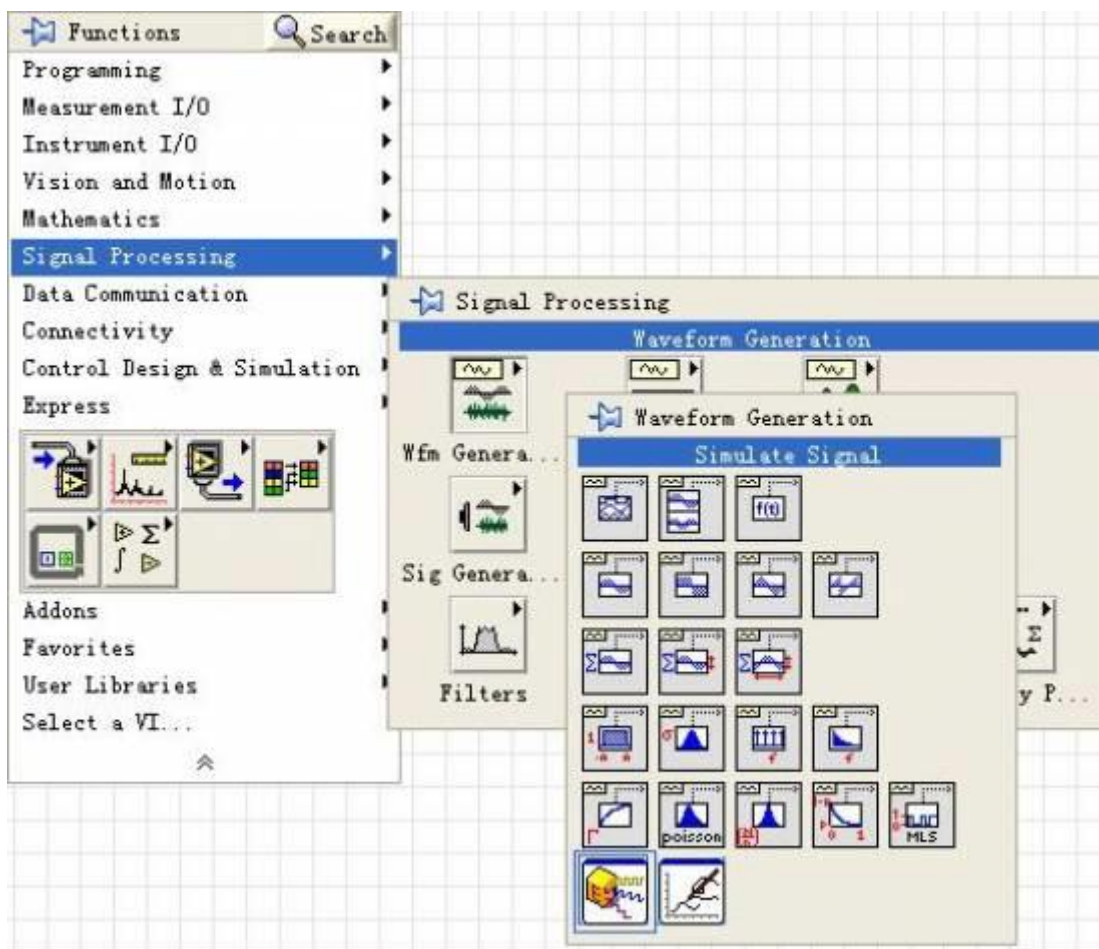 Functions
Search
Programming
Measurement I/O
Instrument I/O
Vision and Motion
Mathematics
Signal Processing
Data Communication
Connectivity
Control Design & Simulation
Express
Addons
Favorites
User Libraries
Select a VI...
Signal Processing
Waveform Generation
Wfm Genera...
Sig Genera...
Filters
y P...
Waveform Generation
Simulate Signal
f(t)
Σ
Σ
Σ
poisson
0 1
MLS